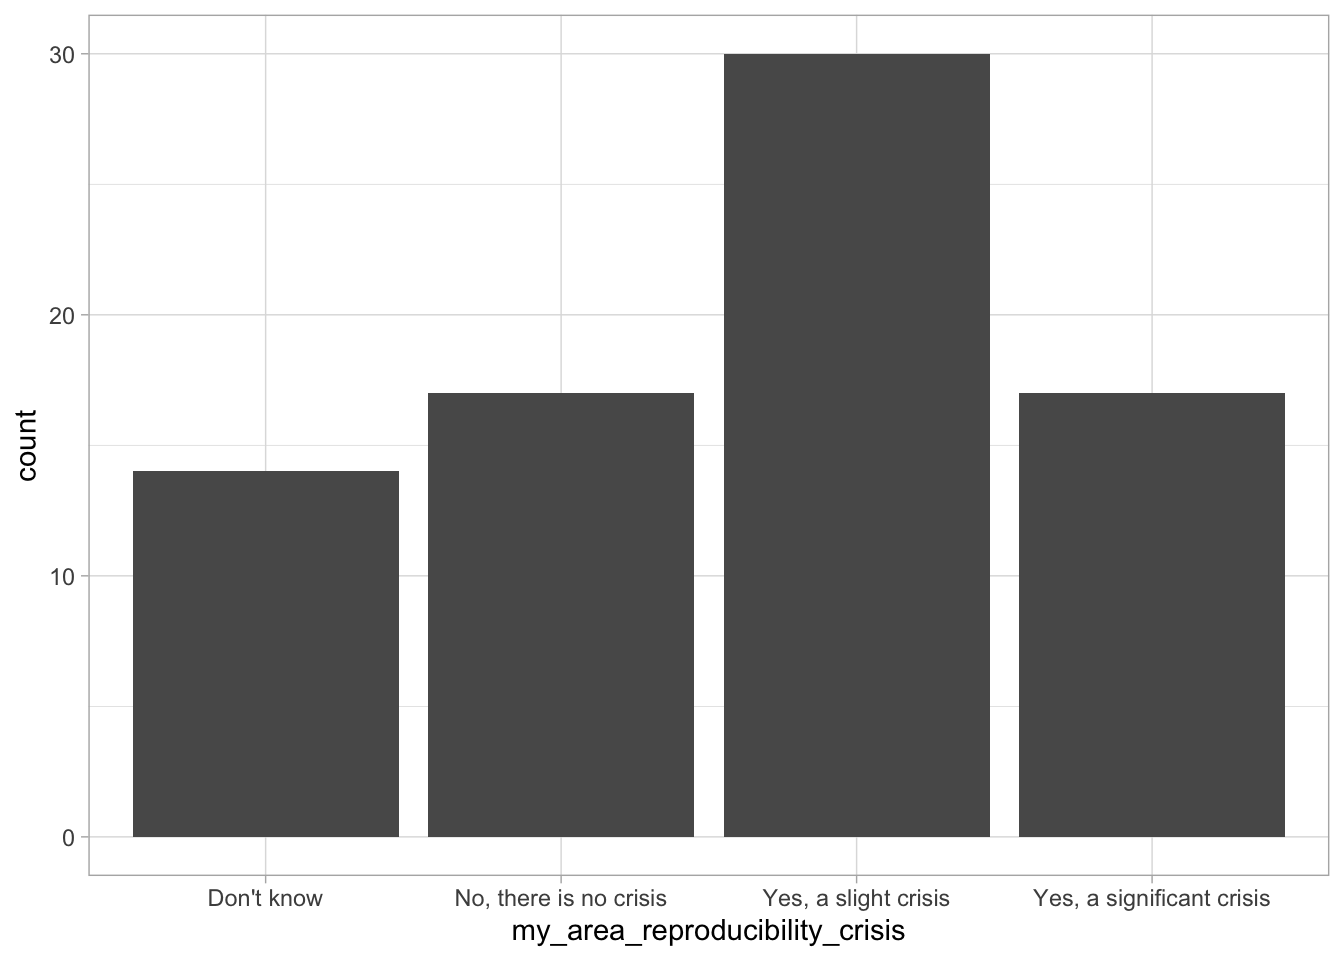 30
20
10
0
count
Don't know
No, there is no crisis
Yes, a slight crisis
Yes, a significant crisis
my_area_reproducibility_crisis